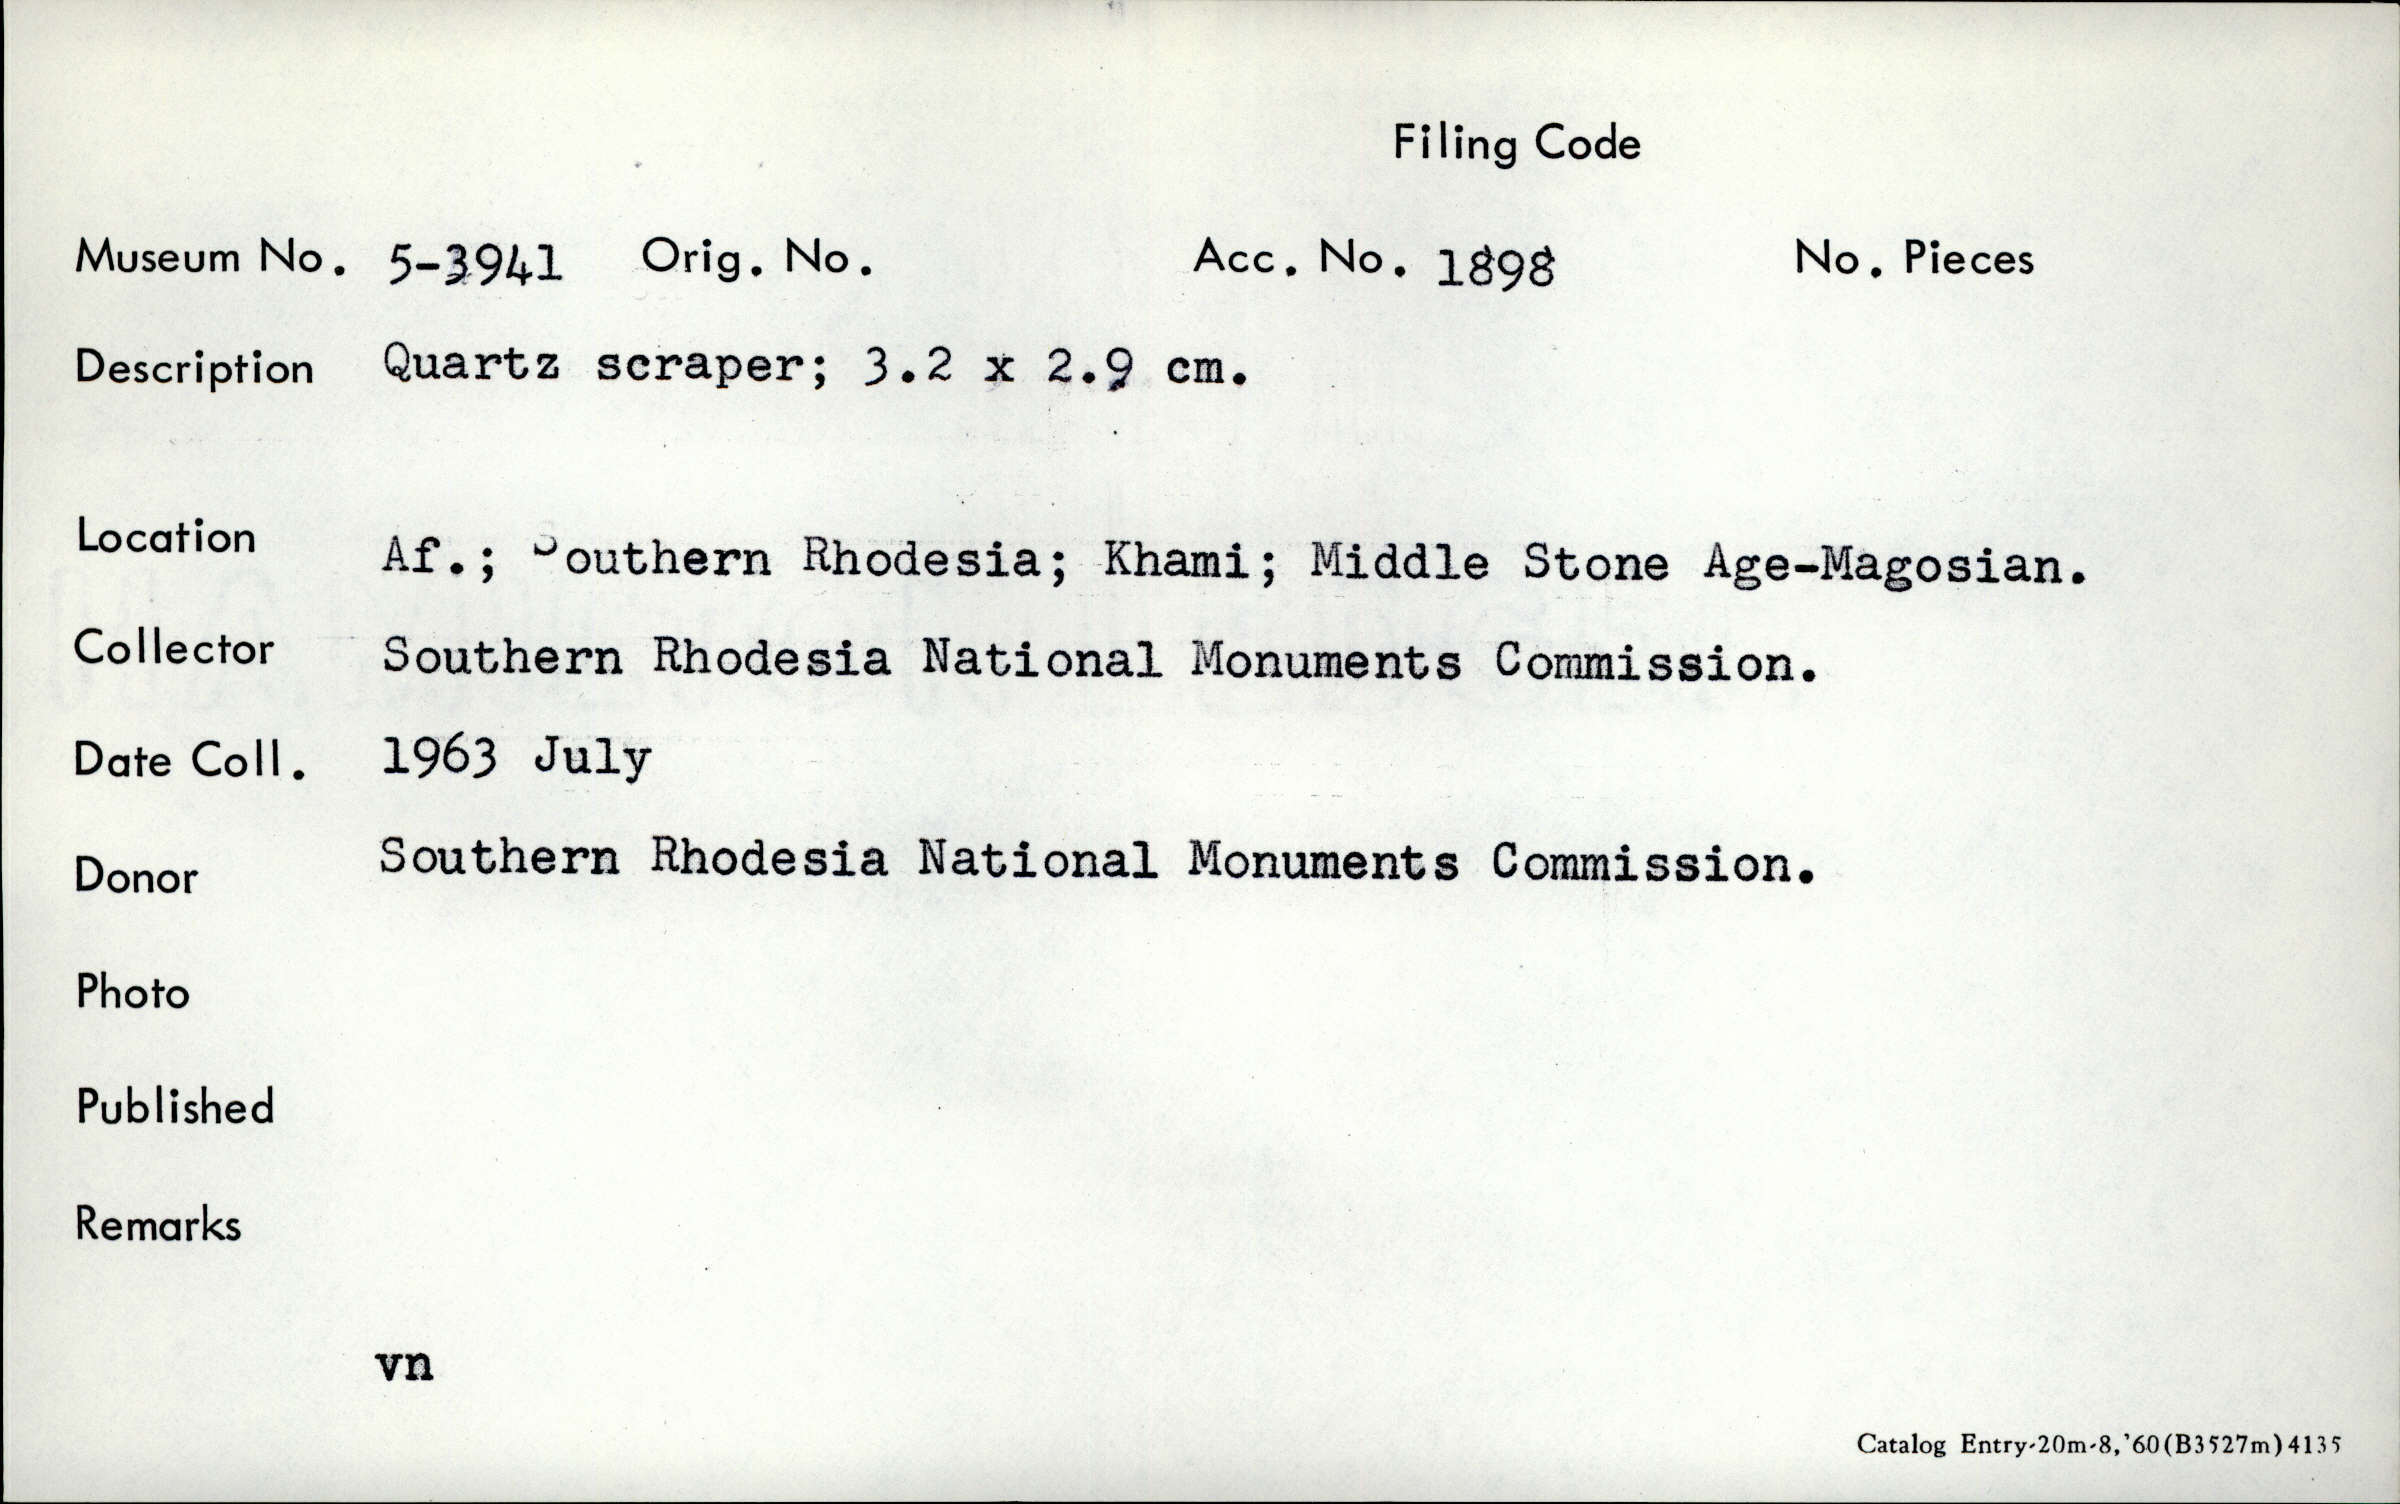 Filing Code
Museum No. 5-3941 Orig. No. Acc. No. 1898 No. Pieces
Description Quartz scraper; 3.2 x 2.9 cm.
Location Af.; Southern Rhodesia; Khami; Middle Stone Age-Magosian.
Collector Southern Rhodesia National Monuments Commission.
Date Coll. 1963 July
Donor Southern Rhodesia National Monuments Commission.
Photo
Published
Remarks
vn
Catalog Entry-20m-8,'60(B3527m)4135